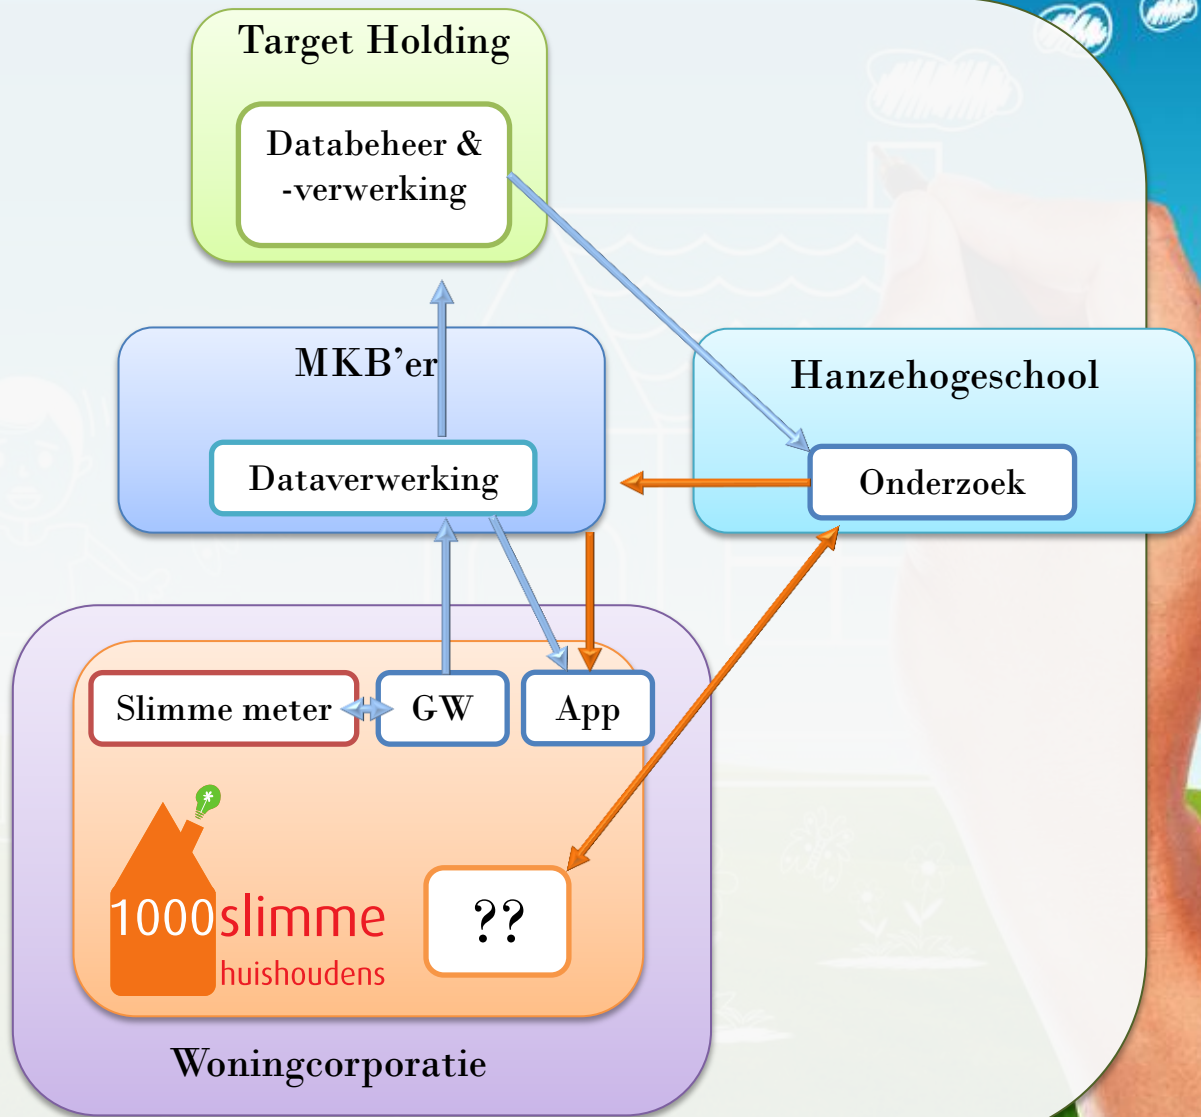 Target Holding
Databeheer &
-verwerking
MKB’er
Hanzehogeschool
Dataverwerking
Onderzoek
Slimme meter
GW
App
1000slimme
huishoudens
??
Woningcorporatie